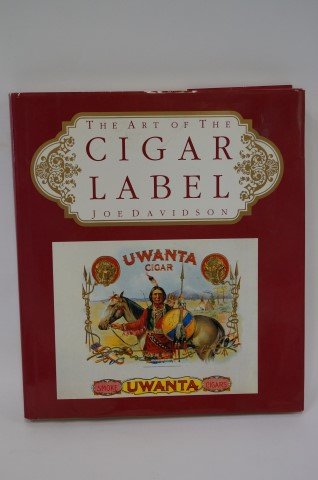 THE ART OF THE
CIGAR
LABEL
JOE DAVIDSON
UWANTA
CIGAR
SMOKE UWANTA CIGARS